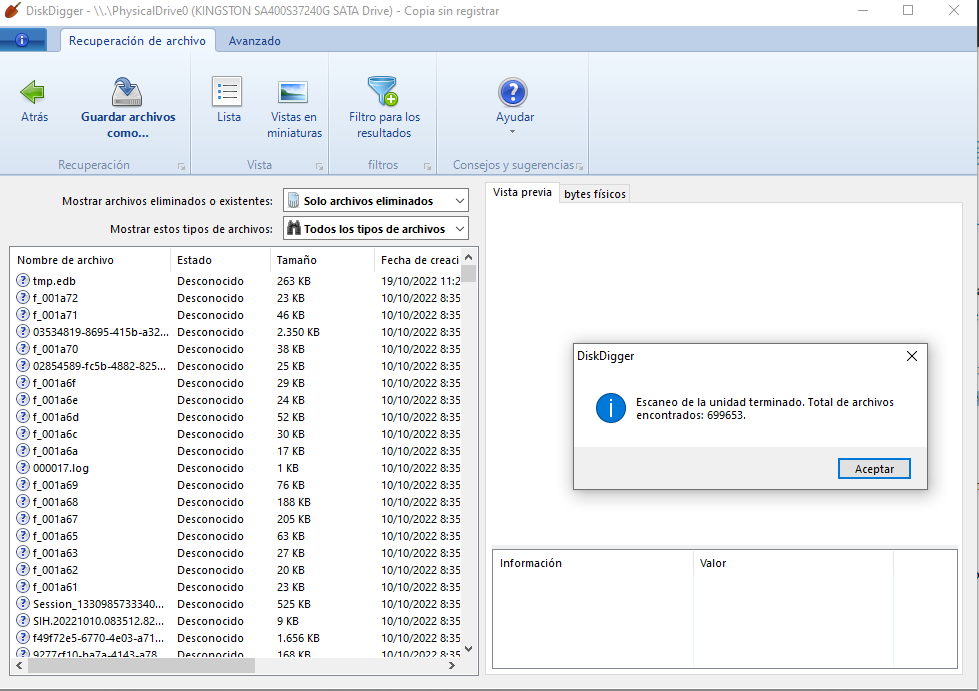 DiskDigger - \\.\PhysicalDrive0 (KINGSTON SA400S37240G SATA Drive) - Copia sin registrar
Recuperación de archivo Avanzado
Atrás
Guardar archivos
como...
Lista
Vistas en
miniaturas
Filtro para los
resultados
Ayudar
Recuperación Vista filtros Consejos y sugerencias
Mostrar archivos eliminados o existentes: Solo archivos eliminados
Mostrar estos tipos de archivos: Todos los tipos de archivos
Nombre de archivo Estado Tamaño Fecha de creaci
tmp.edb Desconocido 263 KB 19/10/2022 11:2
f_001a72 Desconocido 23 KB 10/10/2022 8:35
f_001a71 Desconocido 46 KB 10/10/2022 8:35
03534819-8695-415b-a32... Desconocido 2.350 KB 10/10/2022 8:35
f_001a70 Desconocido 38 KB 10/10/2022 8:35
02854589-fc5b-4882-825... Desconocido 25 KB 10/10/2022 8:35
f_001a6f Desconocido 29 KB 10/10/2022 8:35
f_001a6e Desconocido 24 KB 10/10/2022 8:35
f_001a6d Desconocido 52 KB 10/10/2022 8:35
f_001a6c Desconocido 30 KB 10/10/2022 8:35
f_001a6a Desconocido 17 KB 10/10/2022 8:35
000017.log Desconocido 1 KB 10/10/2022 8:35
f_001a69 Desconocido 76 KB 10/10/2022 8:35
f_001a68 Desconocido 188 KB 10/10/2022 8:35
f_001a67 Desconocido 205 KB 10/10/2022 8:35
f_001a65 Desconocido 63 KB 10/10/2022 8:35
f_001a63 Desconocido 27 KB 10/10/2022 8:35
f_001a62 Desconocido 20 KB 10/10/2022 8:35
f_001a61 Desconocido 23 KB 10/10/2022 8:35
Session_1330985733340... Desconocido 525 KB 10/10/2022 8:35
SIH.20221010.083512.82... Desconocido 9 KB 10/10/2022 8:35
f49f72e5-6770-4e03-a71... Desconocido 1.656 KB 10/10/2022 8:35
9277cf10-ba7a-4143-a78 Desconocido 168 KB 10/10/2022 8:35
Vista previa bytes físicos
DiskDigger
Escaneo de la unidad terminado. Total de archivos
encontrados: 699653.
Aceptar
Información Valor